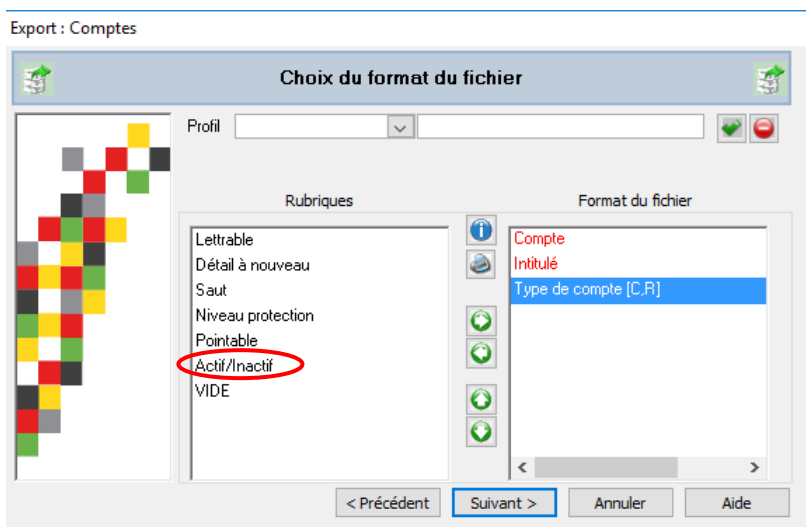 Export : Comptes
Choix du format du fichier
Profil
Rubriques
Format du fichier
Lettrable
Détail à nouveau
Saut
Niveau protection
Pointable
Actif/Inactif
VIDE
Compte
Intitulé
Type de compte [C,R]
< Précédent
Suivant >
Annuler
Aide